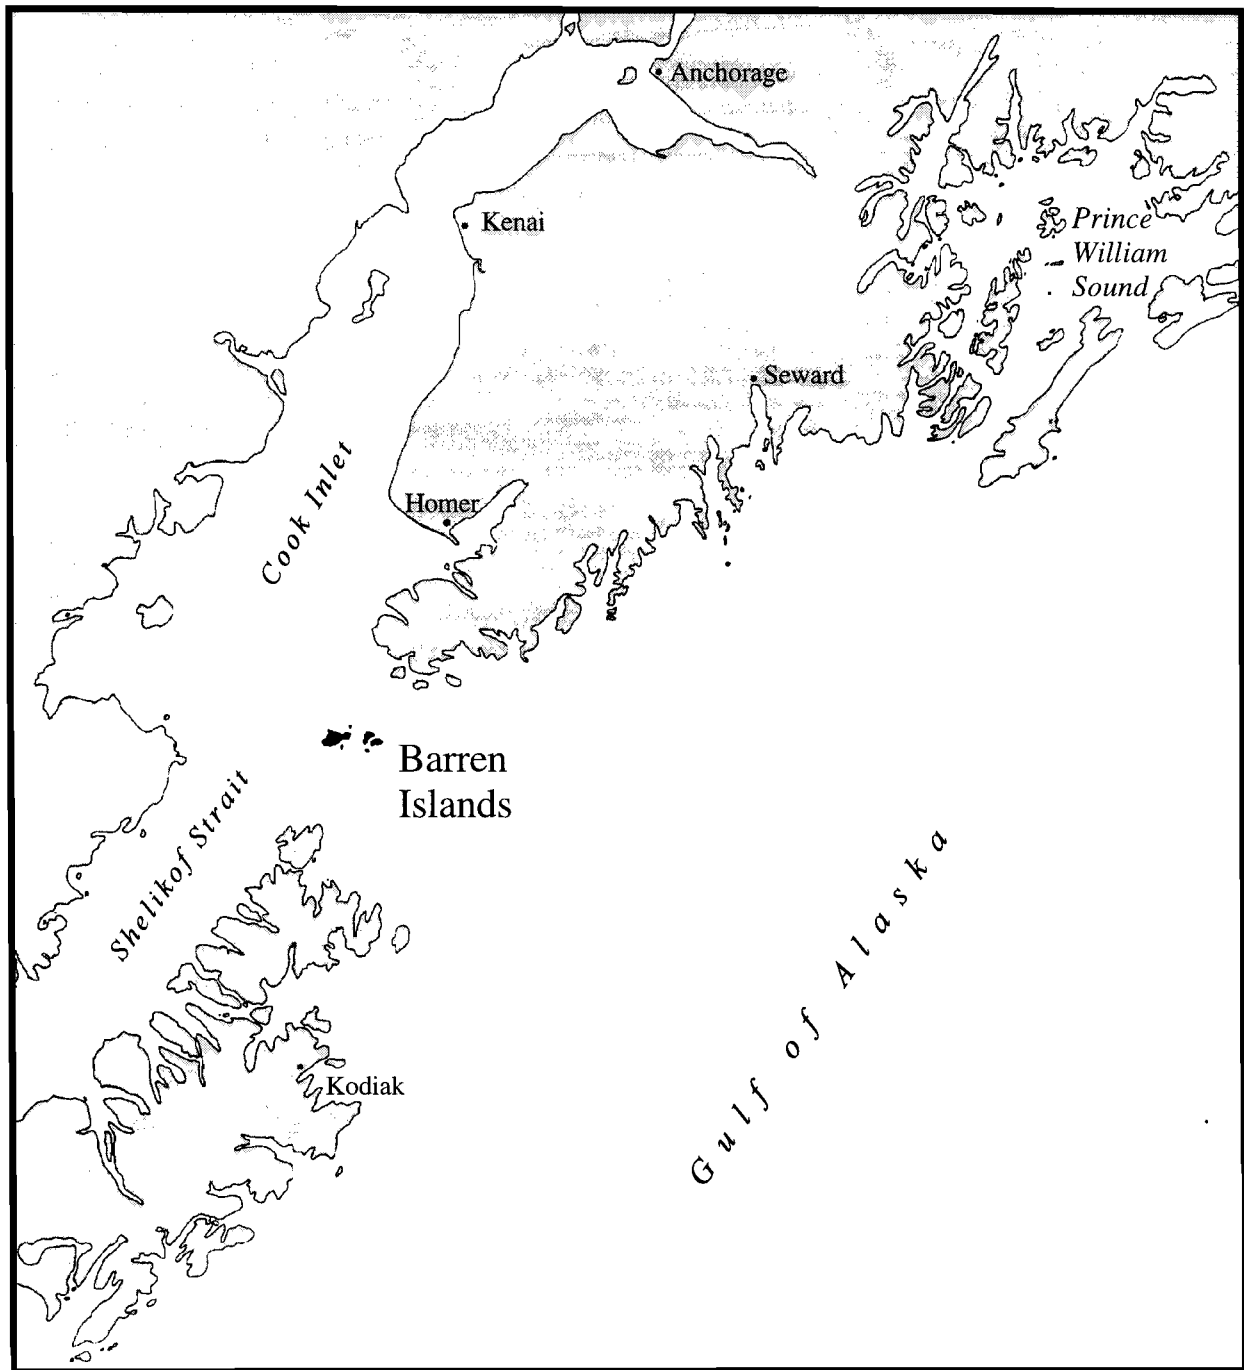 Anchorage
Kenai
Prince
William
Sound
Seward
Cook Inlet
Homer
Barren
Islands
Shelikof Strait
Gulf of Alaska
Kodiak